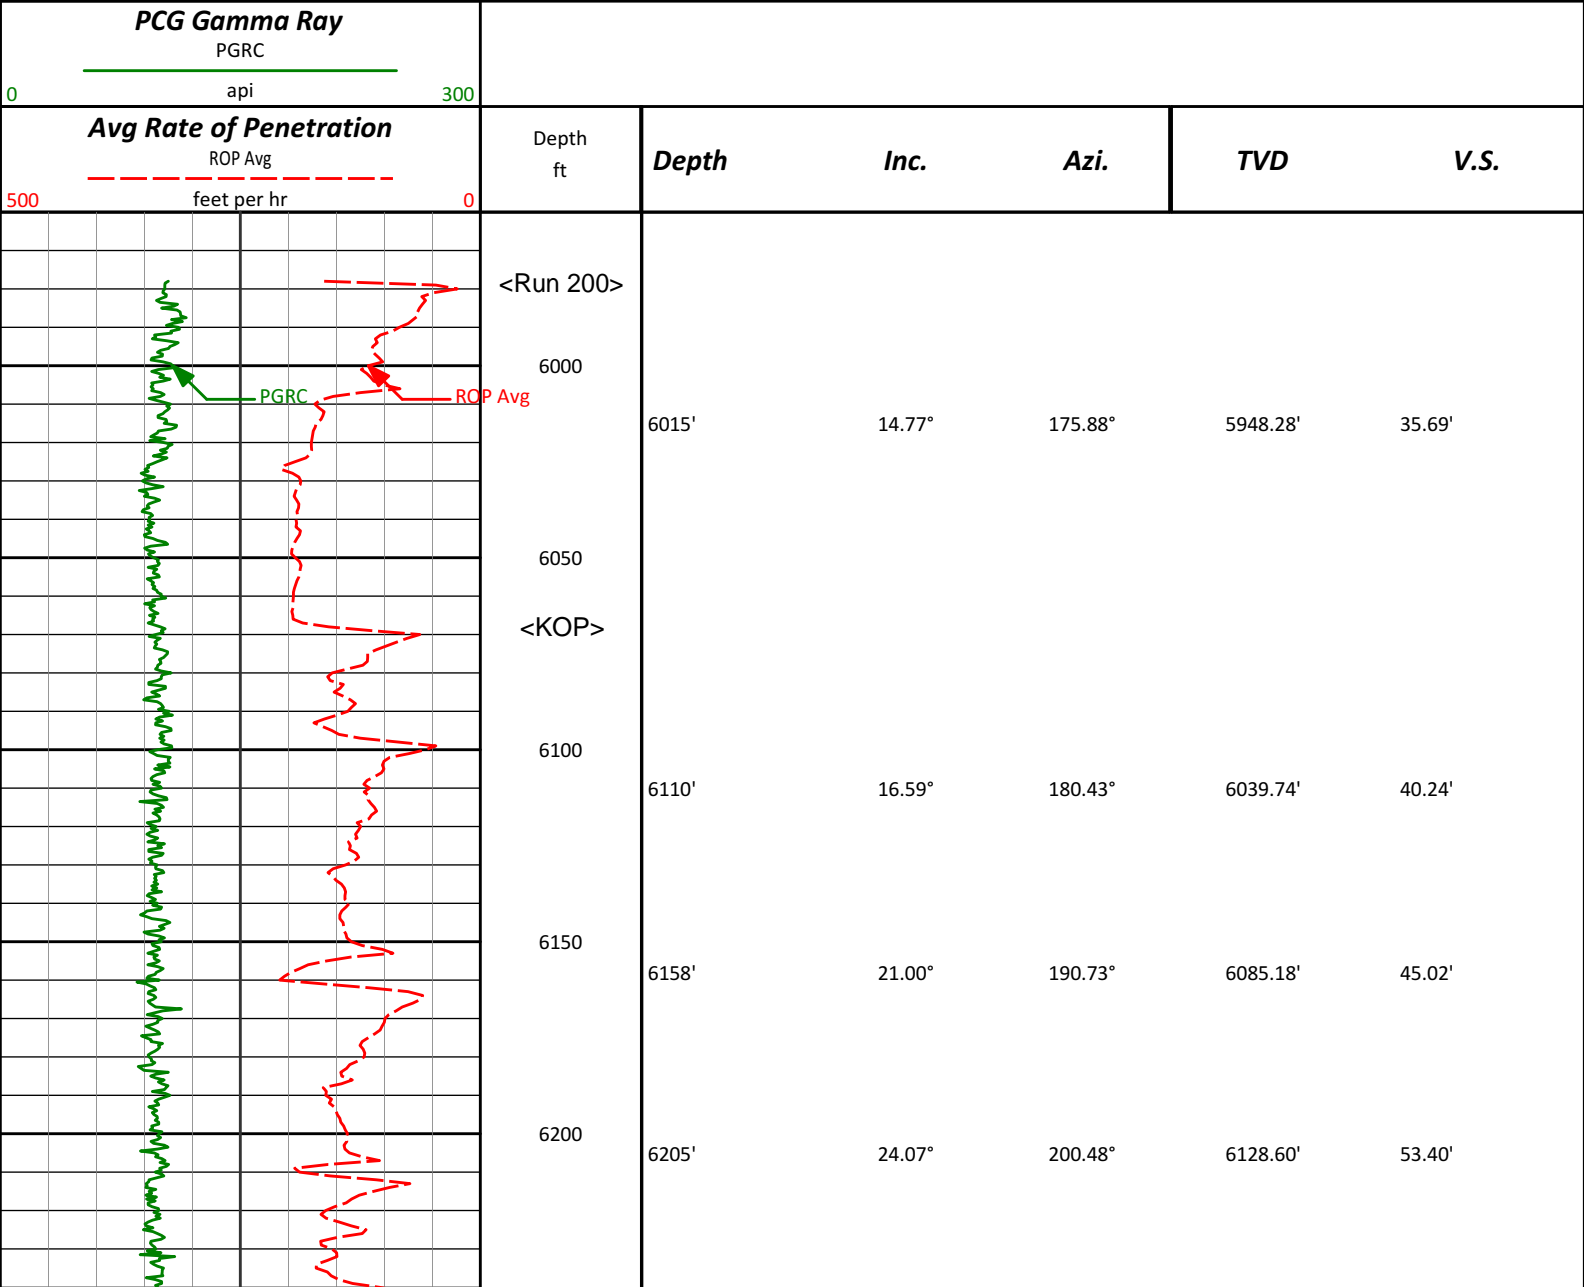 PCG Gamma Ray
PGRC
0 api 300
Avg Rate of Penetration
ROP Avg
500 feet per hr 0
Depth
ft
Depth Inc. Azi. TVD V.S.
<Run 200>
6000
PGRC ROP Avg
6015' 14.77° 175.88° 5948.28' 35.69'
6050
<KOP>
6100
6110' 16.59° 180.43° 6039.74' 40.24'
6150
6158' 21.00° 190.73° 6085.18' 45.02'
6200
6205' 24.07° 200.48° 6128.60' 53.40'